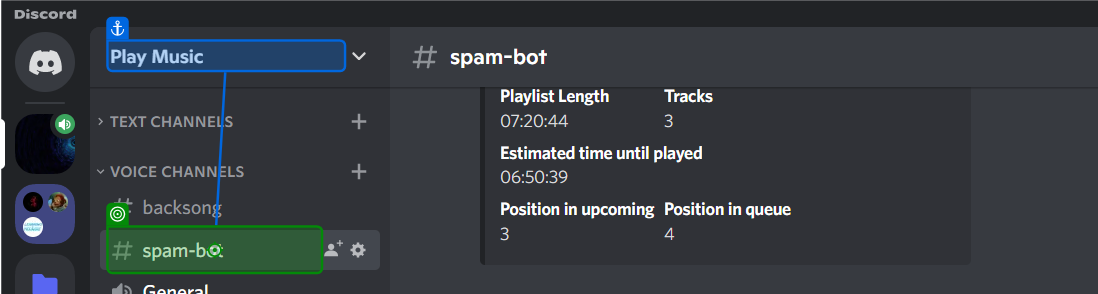 Discord
Play Music
TEXT CHANNELS
VOICE CHANNELS
backsong
spam-bot
General
spam-bot
Playlist Length Tracks
07:20:44 3
Estimated time until played
06:50:39
Position in upcoming Position in queue
3 4